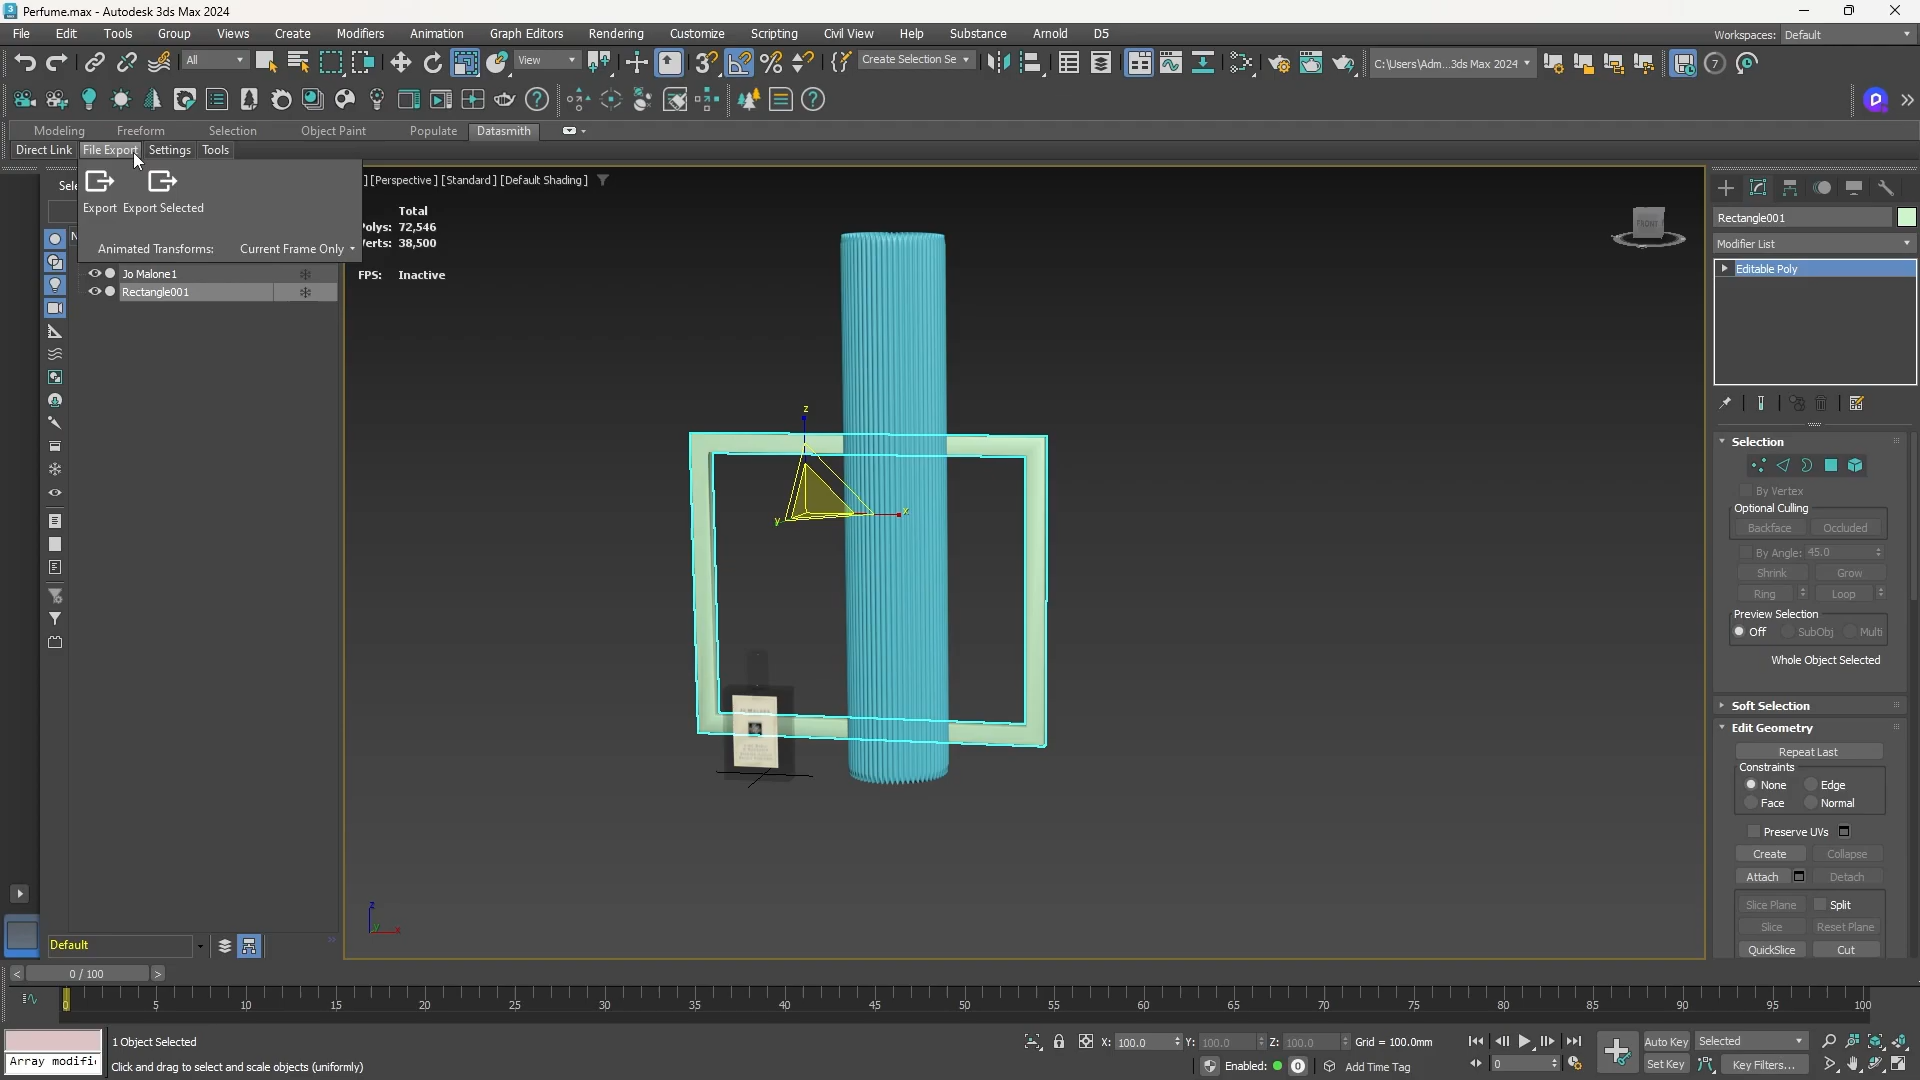 Perfume.max - Autodesk 3ds Max 2024
File Edit Tools Group Views Create Modifiers Animation Graph Editors Rendering Customize Scripting Civil View Help Substance Arnold D5 Workspaces: Default
All View Create Selection Se C:\Users\Adm...3ds Max 2024 7
Modeling Freeform Selection Object Paint Populate Datasmith
Direct Link File Export Settings Tools
Export Export Selected
Animated Transforms: Current Frame Only
Jo Malone1
Rectangle001
[Perspective] [Standard] [Default Shading]
Total
Polys: 72,546
Verts: 38,500
FPS: Inactive
z
x
y
FRONT
Rectangle001
Modifier List
Editable Poly
Selection
By Vertex
Optional Culling
Backface Occluded
By Angle: 45.0
Shrink Grow
Ring Loop
Preview Selection
Off SubObj Multi
Whole Object Selected
Soft Selection
Edit Geometry
Repeat Last
Constraints
None Edge
Face Normal
Preserve UVs
Create Collapse
Attach Detach
Slice Plane Split
Slice Reset Plane
QuickSlice Cut
Default
0 / 100
0 5 10 15 20 25 30 35 40 45 50 55 60 65 70 75 80 85 90 95 100
1 Object Selected X: 100.0 Y: 100.0 Z: 100.0 Grid = 100.0mm Auto Key Selected
Array modifi Click and drag to select and scale objects (uniformly) Enabled: 0 Add Time Tag 0 Set Key Key Filters...